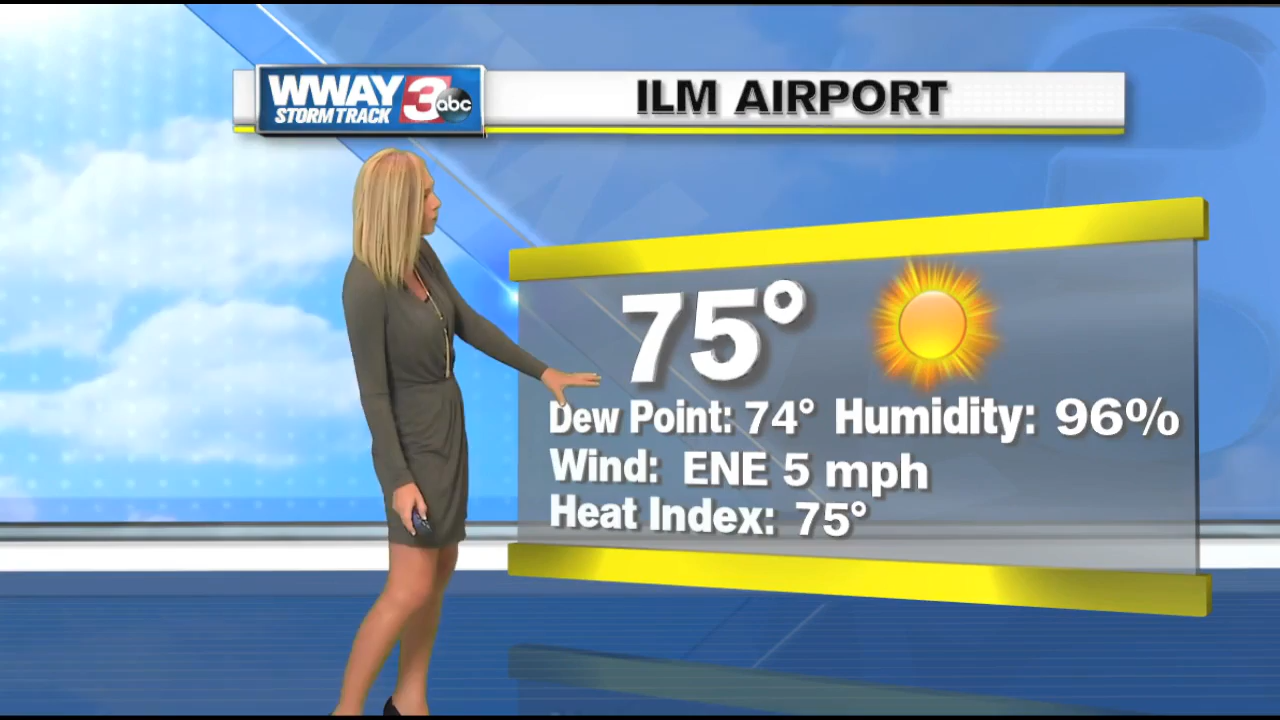 WWAY 3 abc
STORMTRACK
ILM AIRPORT
75°
Dew Point: 74° Humidity: 96%
Wind: ENE 5 mph
Heat Index: 75°